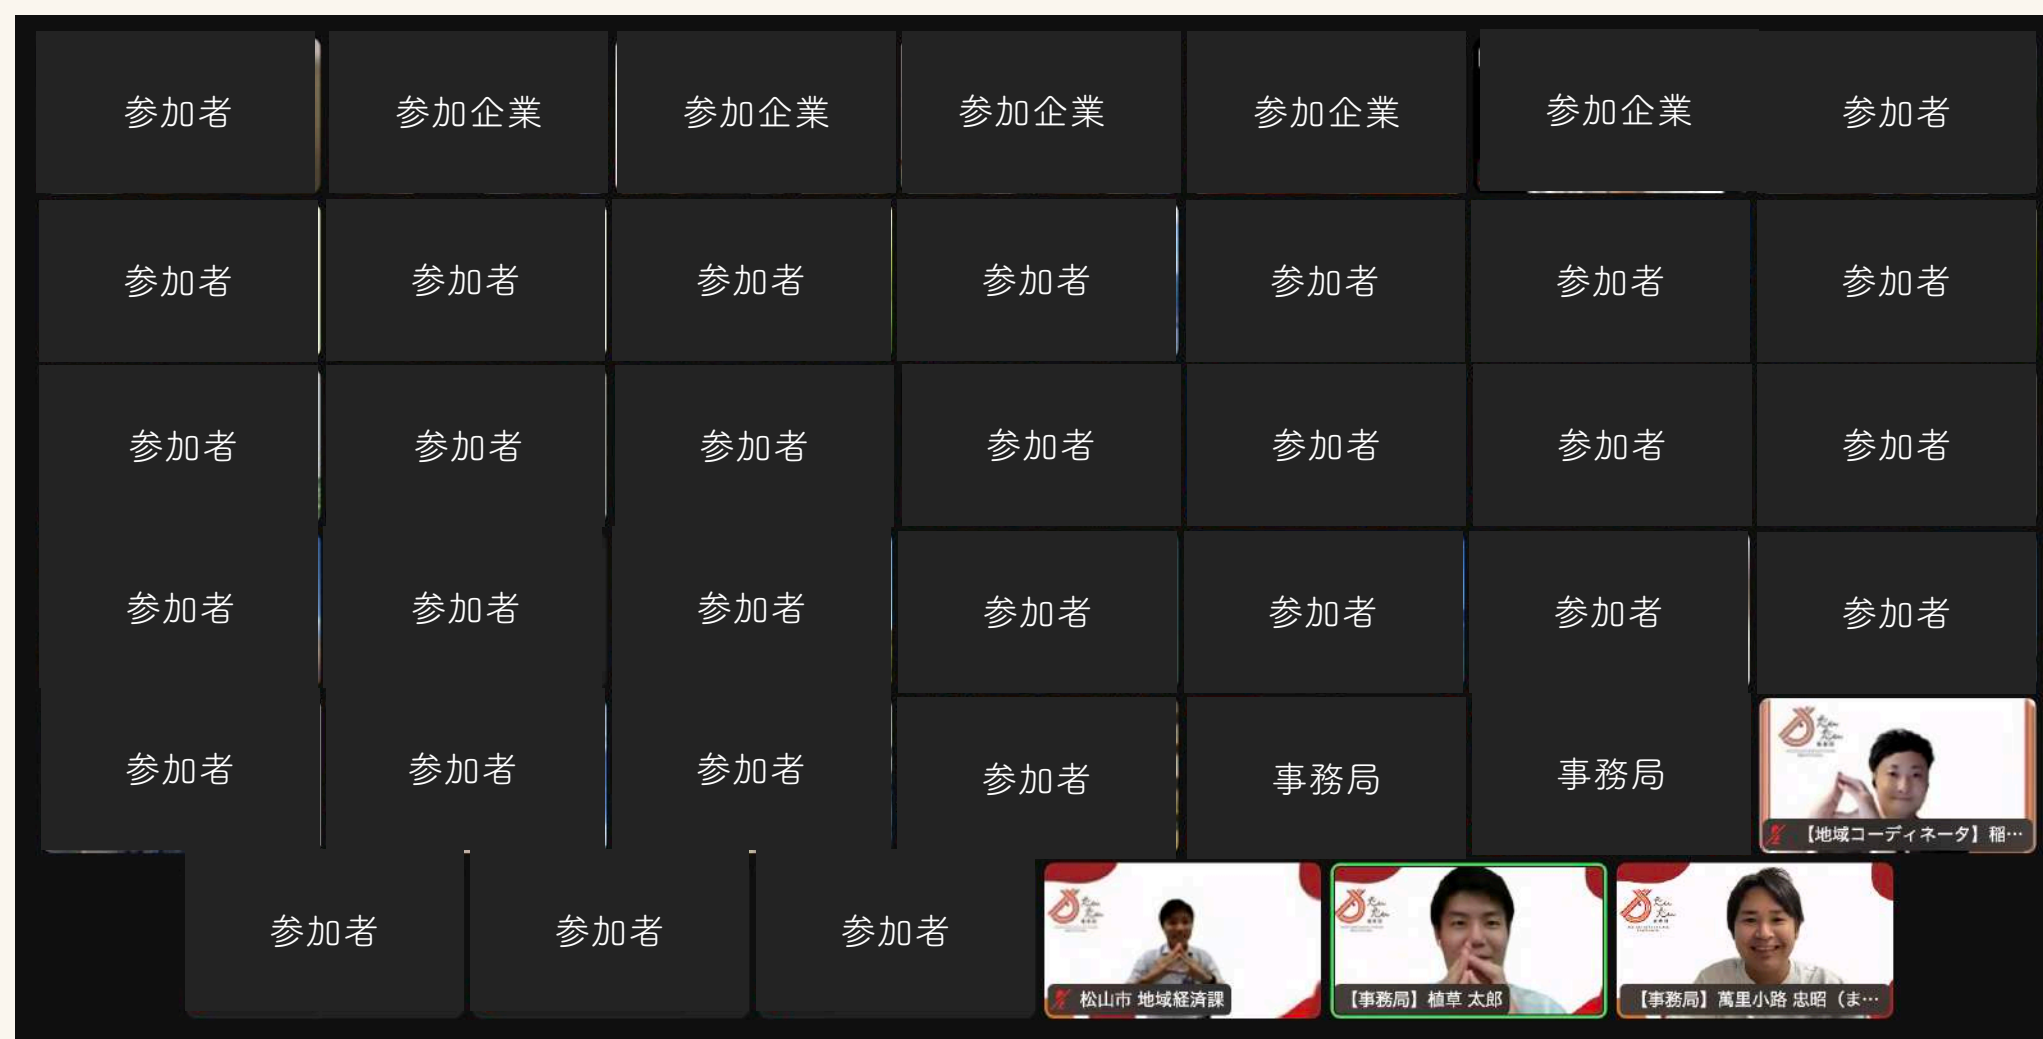 参加者 参加企業 参加企業 参加企業 参加企業 参加企業 参加者
参加者 参加者 参加者 参加者 参加者 参加者 参加者
参加者 参加者 参加者 参加者 参加者 参加者 参加者
参加者 参加者 参加者 参加者 参加者 参加者 参加者
参加者 参加者 参加者 参加者 事務局 事務局
【地域コーディネータ】稲…
参加者 参加者 参加者
松山市 地域経済課
【事務局】植草 太郎
【事務局】萬里小路 忠昭（ま…